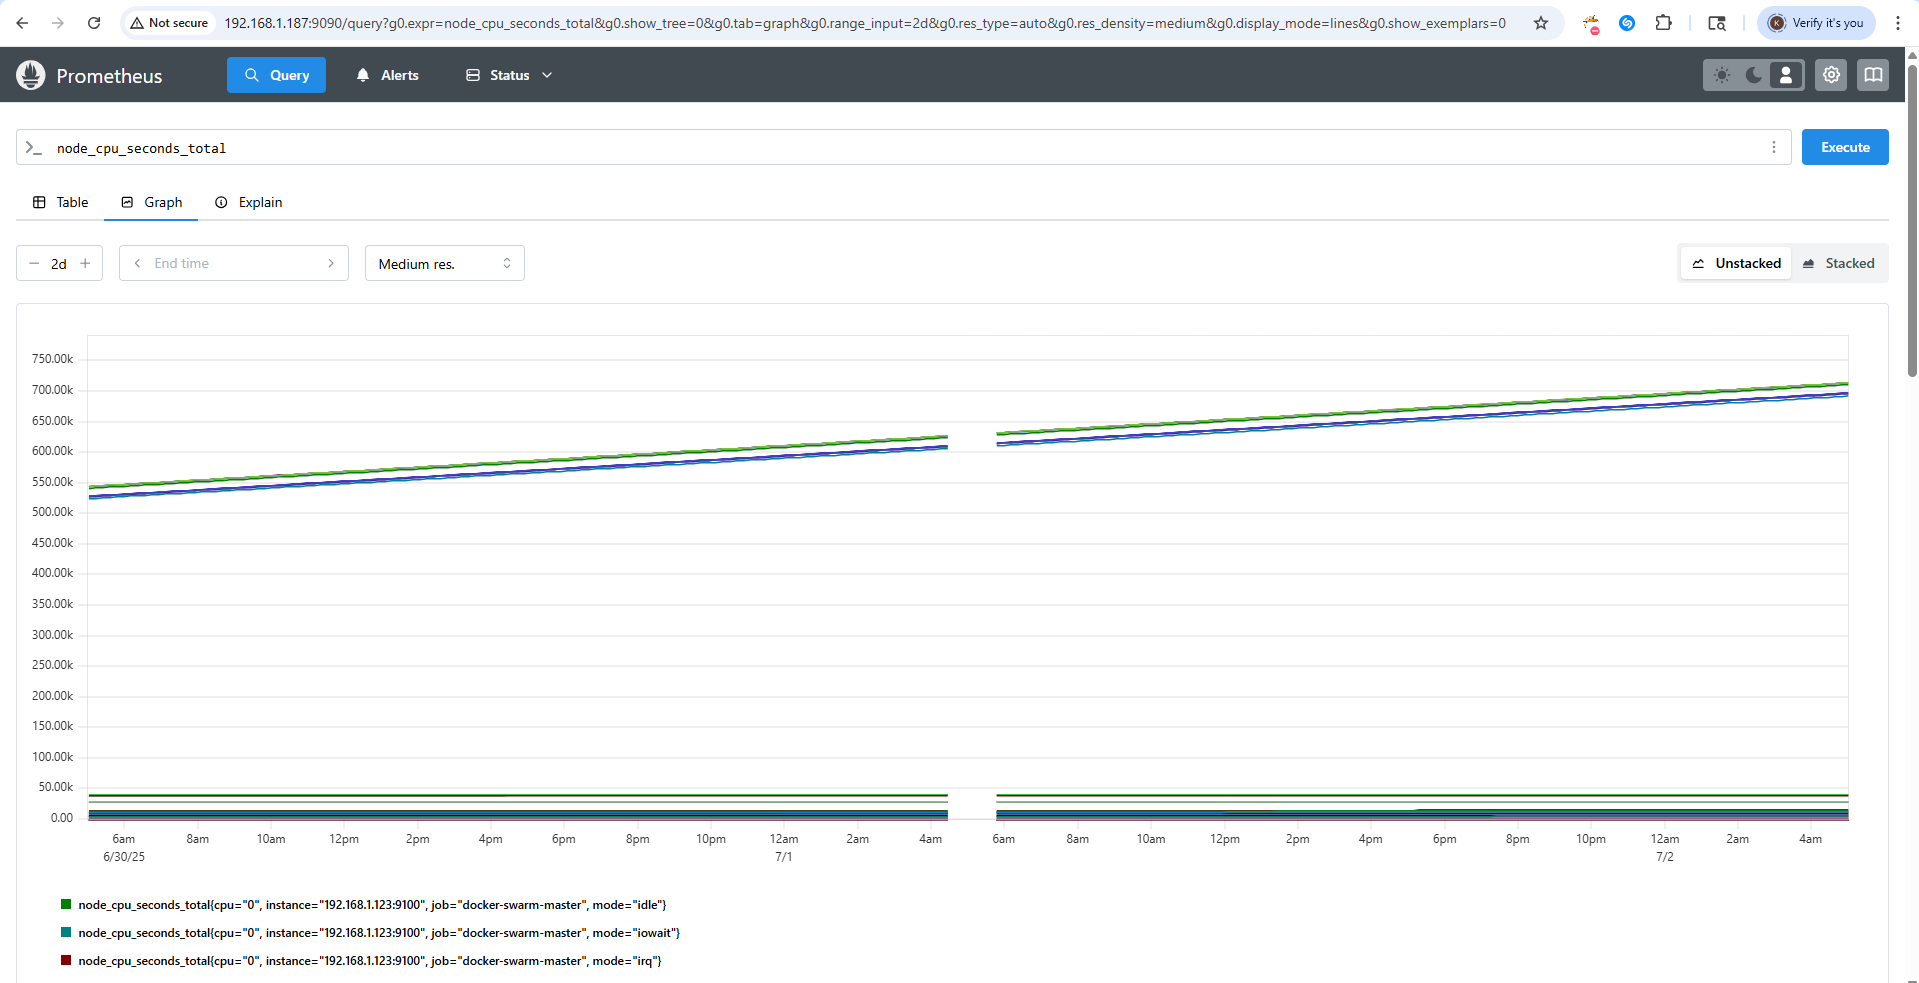 Not secure 192.168.1.187:9090/query?g0.expr=node_cpu_seconds_total&g0.show_tree=0&g0.tab=graph&g0.range_input=2d&g0.res_type=auto&g0.res_density=medium&g0.display_mode=lines&g0.show_exemplars=0 K Verify it's you
Prometheus Query Alerts Status
node_cpu_seconds_total Execute
Table Graph Explain
2d End time Medium res. Unstacked Stacked
750.00k
700.00k
650.00k
600.00k
550.00k
500.00k
450.00k
400.00k
350.00k
300.00k
250.00k
200.00k
150.00k
100.00k
50.00k
0.00
6am 8am 10am 12pm 2pm 4pm 6pm 8pm 10pm 12am 2am 4am 6am 8am 10am 12pm 2pm 4pm 6pm 8pm 10pm 12am 2am 4am
6/30/25 7/1 7/2
node_cpu_seconds_total{cpu="0", instance="192.168.1.123:9100", job="docker-swarm-master", mode="idle"}
node_cpu_seconds_total{cpu="0", instance="192.168.1.123:9100", job="docker-swarm-master", mode="iowait"}
node_cpu_seconds_total{cpu="0", instance="192.168.1.123:9100", job="docker-swarm-master", mode="irq"}